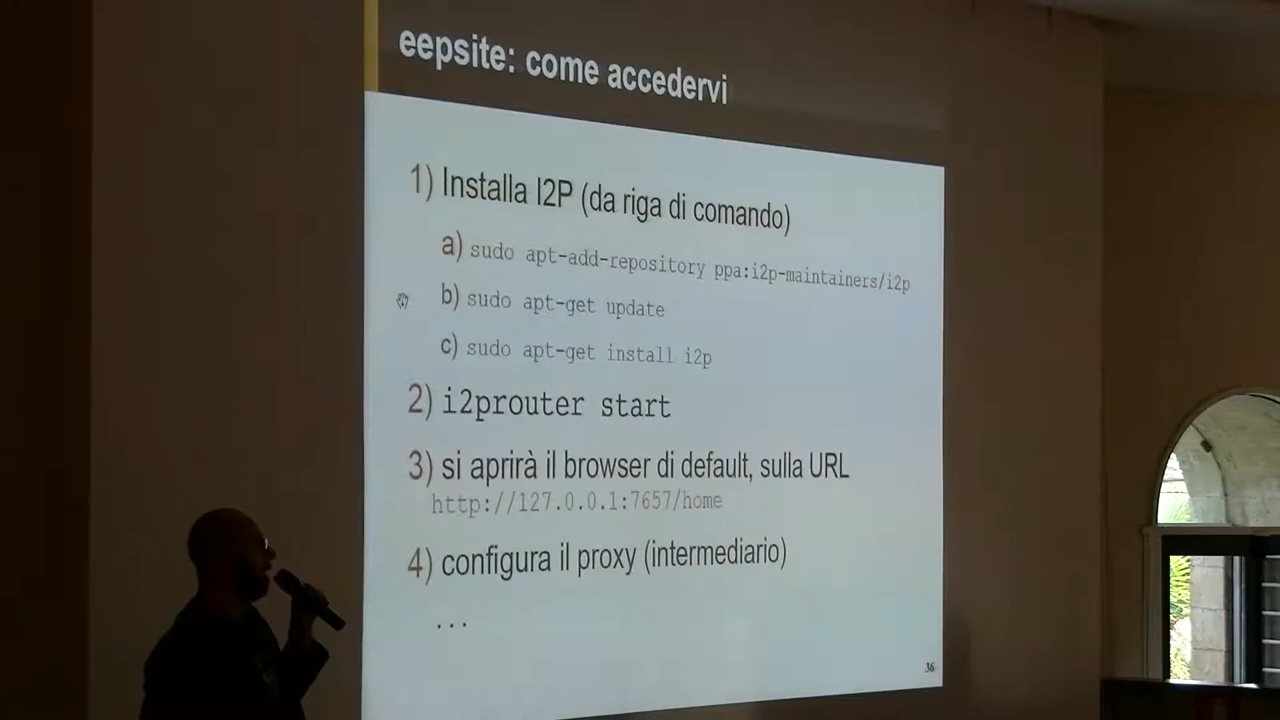 eepsite: come accedervi
1) Installa I2P (da riga di comando)
a) sudo apt-add-repository ppa:i2p-maintainers/i2p
b) sudo apt-get update
c) sudo apt-get install i2p
2) i2prouter start
3) si aprirà il browser di default, sulla URL
http://127.0.0.1:7657/home
4) configura il proxy (intermediario)
...
36